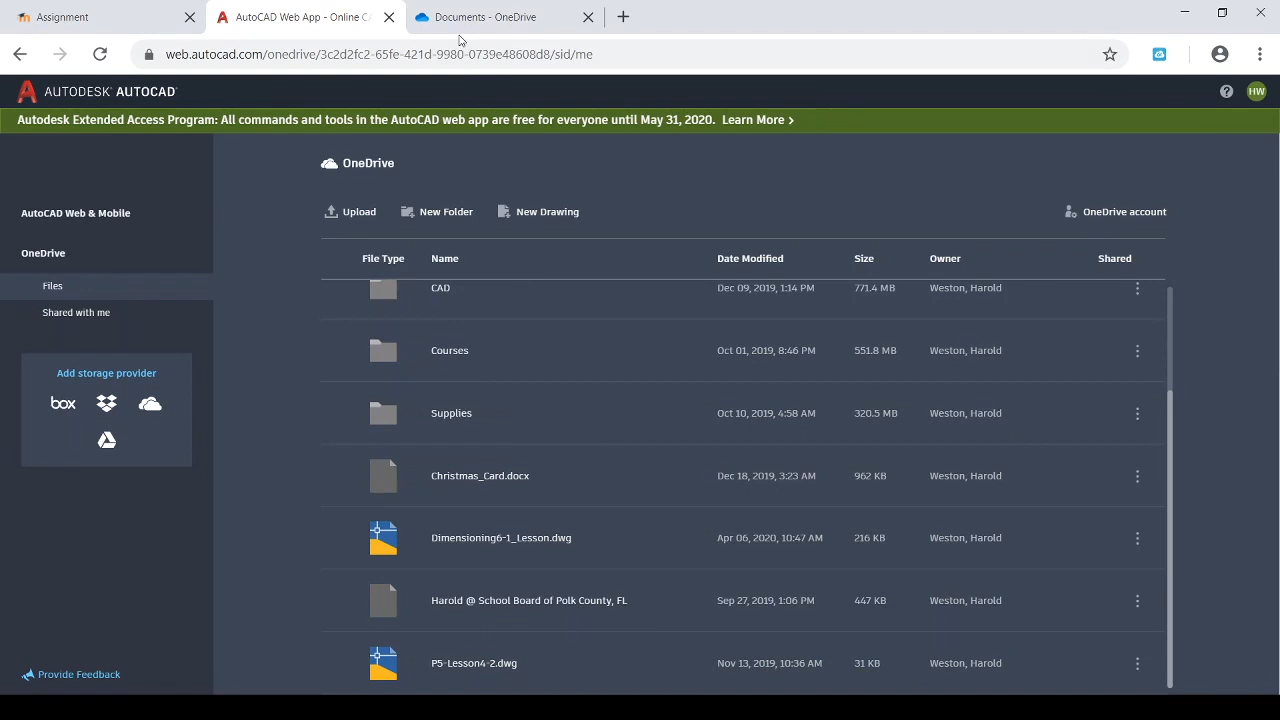 Assignment
AutoCAD Web App - Online C
Documents - OneDrive
web.autocad.com/onedrive/3c2d2fc2-65fe-421d-9980-0739e48608d8/sid/me
AUTODESK® AUTOCAD®
HW
Autodesk Extended Access Program: All commands and tools in the AutoCAD web app are free for everyone until May 31, 2020. Learn More >
OneDrive
AutoCAD Web & Mobile
Upload New Folder New Drawing OneDrive account
OneDrive
File Type Name Date Modified Size Owner Shared
Files
CAD Dec 09, 2019, 1:14 PM 771.4 MB Weston, Harold
Shared with me
Courses Oct 01, 2019, 8:46 PM 551.8 MB Weston, Harold
Add storage provider
box
Supplies Oct 10, 2019, 4:58 AM 320.5 MB Weston, Harold
Christmas_Card.docx Dec 18, 2019, 3:23 AM 962 KB Weston, Harold
Dimensioning6-1_Lesson.dwg Apr 06, 2020, 10:47 AM 216 KB Weston, Harold
Harold @ School Board of Polk County, FL Sep 27, 2019, 1:06 PM 447 KB Weston, Harold
P5-Lesson4-2.dwg Nov 13, 2019, 10:36 AM 31 KB Weston, Harold
Provide Feedback